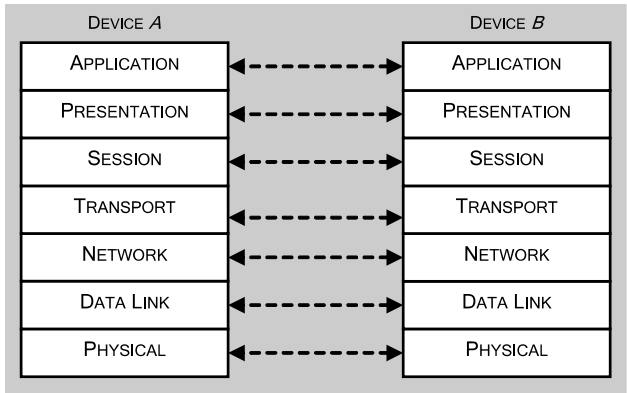 DEVICE A DEVICE B
APPLICATION APPLICATION
PRESENTATION PRESENTATION
SESSION SESSION
TRANSPORT TRANSPORT
NETWORK NETWORK
DATA LINK DATA LINK
PHYSICAL PHYSICAL